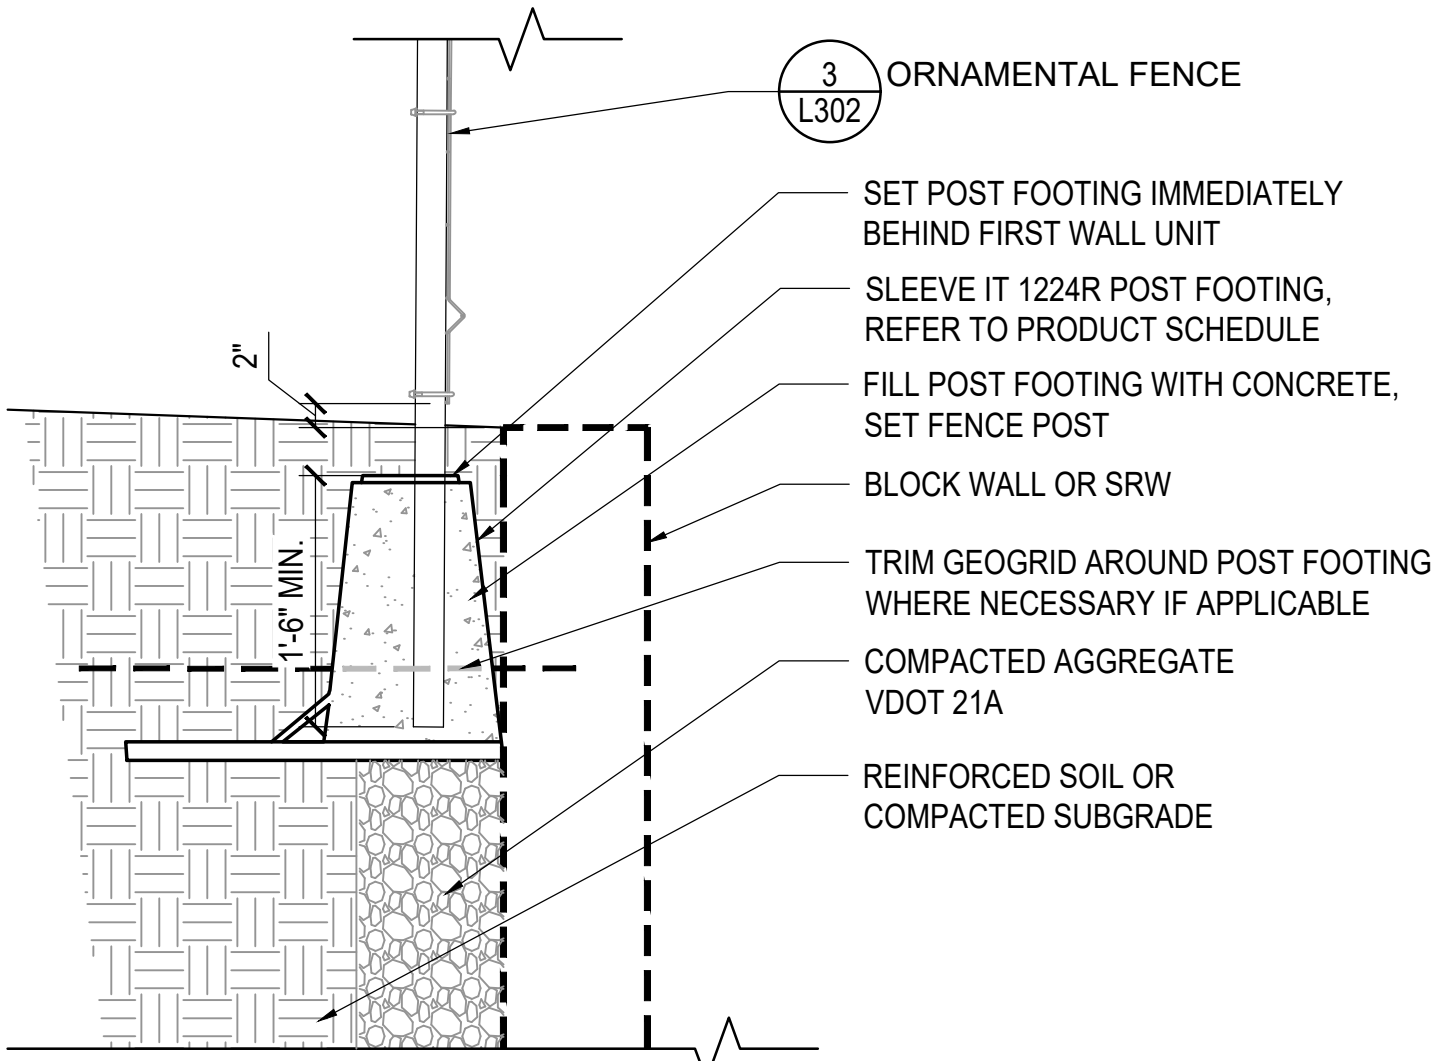 3
L302
ORNAMENTAL FENCE
SET POST FOOTING IMMEDIATELY
BEHIND FIRST WALL UNIT
SLEEVE IT 1224R POST FOOTING,
REFER TO PRODUCT SCHEDULE
2"
FILL POST FOOTING WITH CONCRETE,
SET FENCE POST
BLOCK WALL OR SRW
1'-6" MIN.
TRIM GEOGRID AROUND POST FOOTING
WHERE NECESSARY IF APPLICABLE
COMPACTED AGGREGATE
VDOT 21A
REINFORCED SOIL OR
COMPACTED SUBGRADE